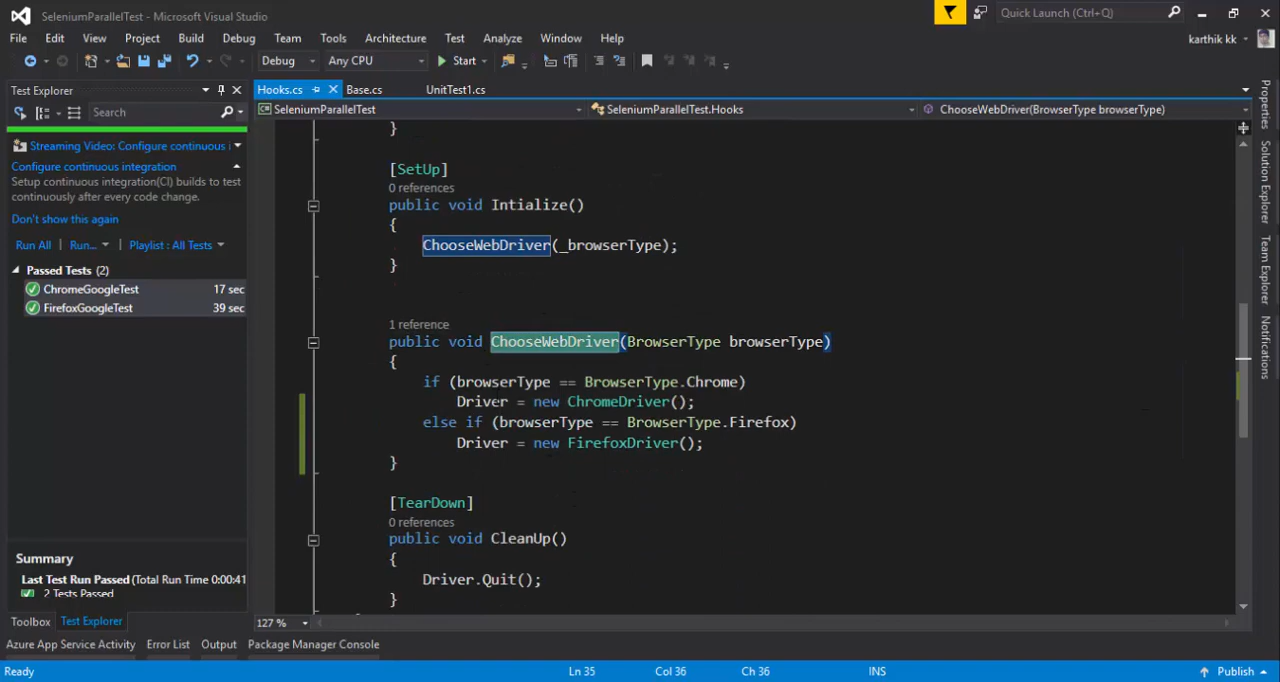 SeleniumParallelTest - Microsoft Visual Studio
Quick Launch (Ctrl+Q)
File Edit View Project Build Debug Team Tools Architecture Test Analyze Window Help
karthik kk
Debug Any CPU Start
Test Explorer
Hooks.cs Base.cs UnitTest1.cs
Search
SeleniumParallelTest SeleniumParallelTest.Hooks ChooseWebDriver(BrowserType browserType)
Streaming Video: Configure continuous i
Configure continuous integration
Setup continuous integration(CI) builds to test
continuously after every code change.
Don't show this again
Run All Run... Playlist : All Tests
Passed Tests (2)
ChromeGoogleTest 17 sec
FirefoxGoogleTest 39 sec
Summary
Last Test Run Passed (Total Run Time 0:00:41
2 Tests Passed
Toolbox Test Explorer
}
[SetUp]
0 references
public void Intialize()
{
ChooseWebDriver(_browserType);
}
1 reference
public void ChooseWebDriver(BrowserType browserType)
{
if (browserType == BrowserType.Chrome)
Driver = new ChromeDriver();
else if (browserType == BrowserType.Firefox)
Driver = new FirefoxDriver();
}
[TearDown]
0 references
public void CleanUp()
{
Driver.Quit();
}
127 %
Properties
Solution Explorer
Team Explorer
Notifications
Azure App Service Activity Error List Output Package Manager Console
Ready Ln 35 Col 36 Ch 36 INS Publish